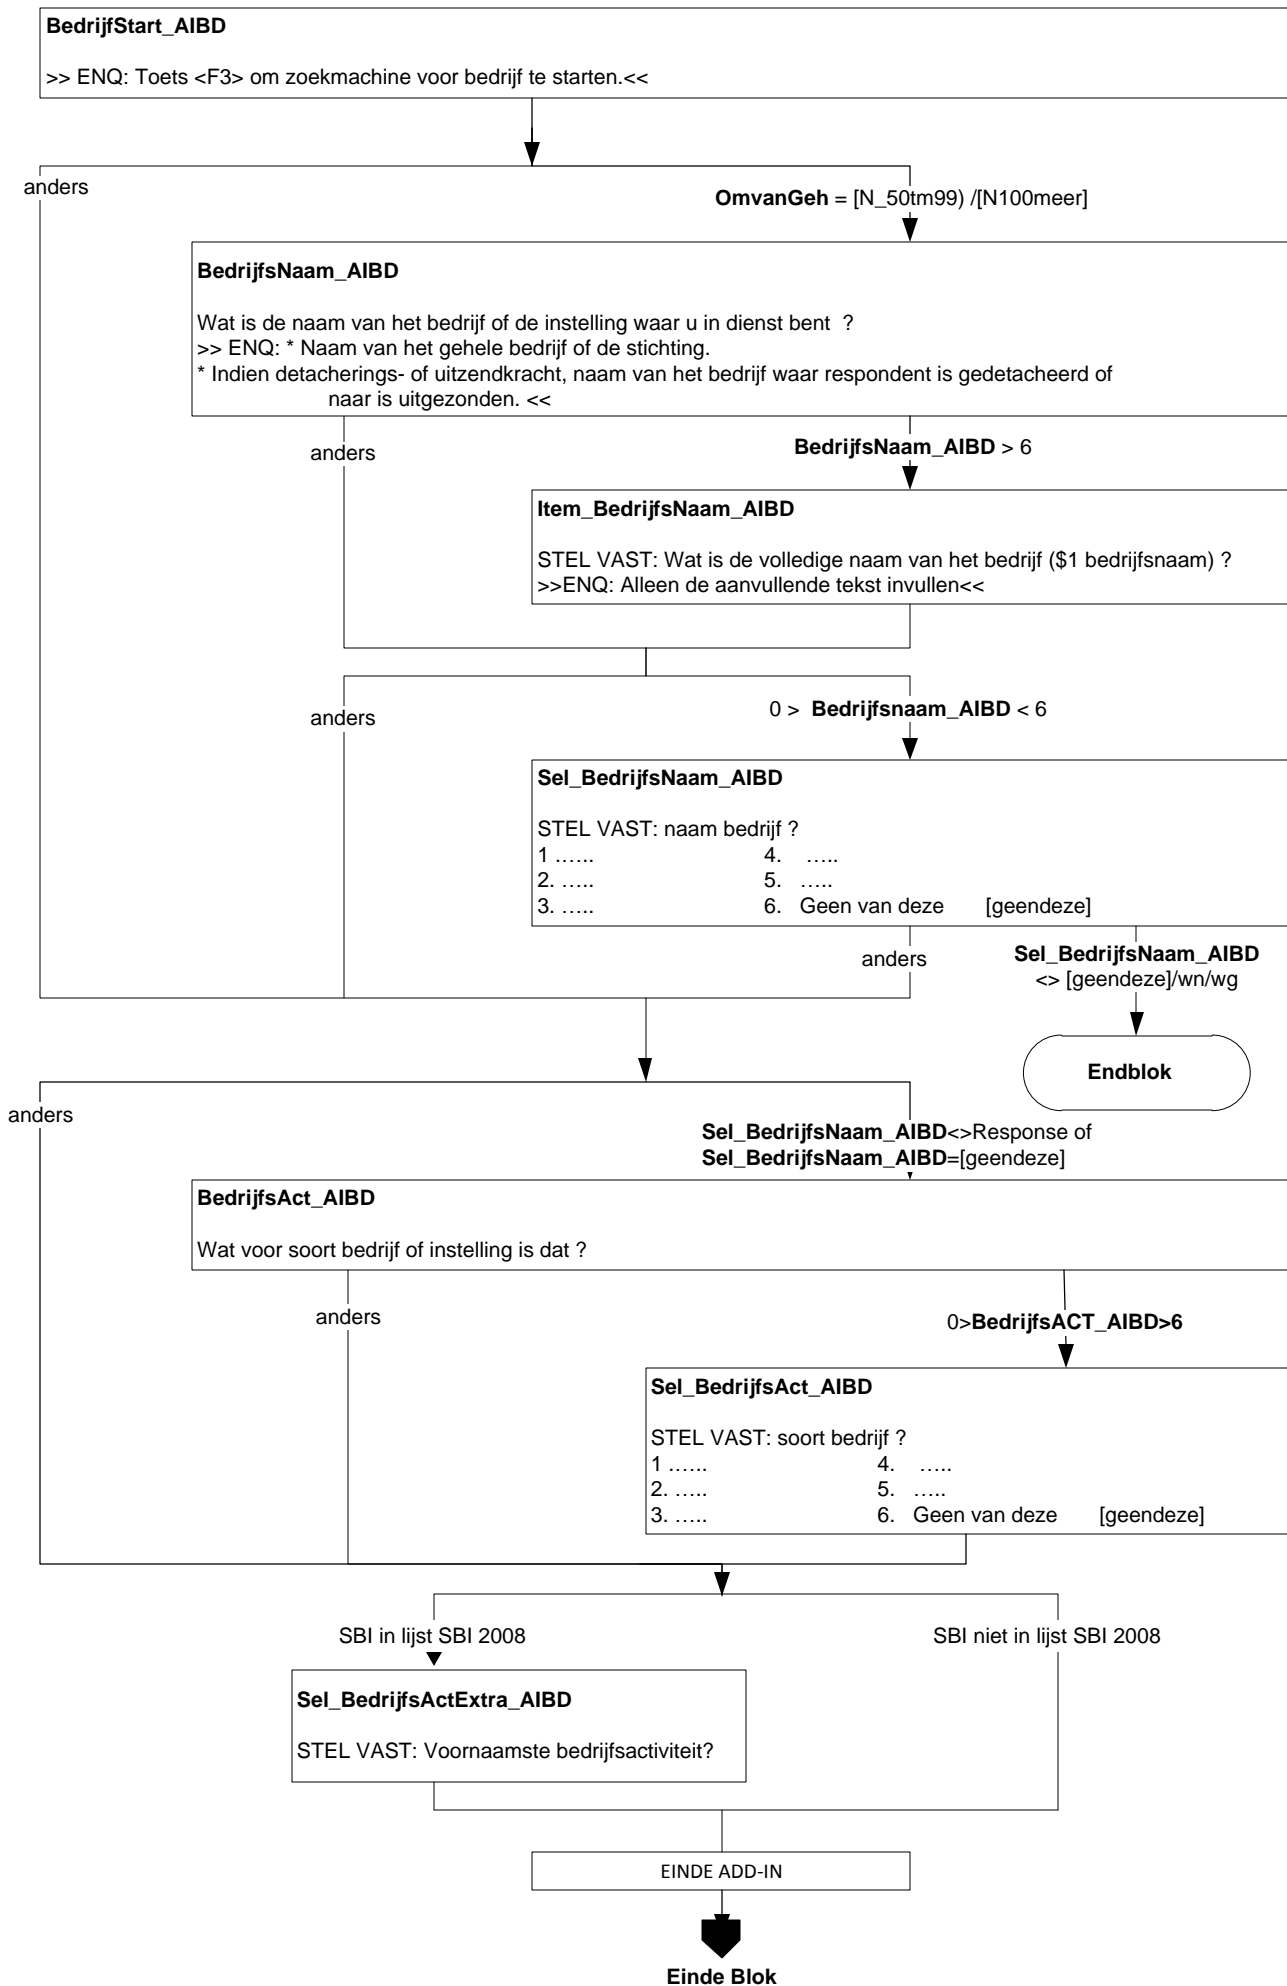 BedrijfStart_AIBD
>> ENQ: Toets <F3> om zoekmachine voor bedrijf te starten.<<
anders
OmvanGeh = [N_50tm99) /[N100meer]
BedrijfsNaam_AIBD
Wat is de naam van het bedrijf of de instelling waar u in dienst bent  ?
>> ENQ: * Naam van het gehele bedrijf of de stichting.
* Indien detacherings- of uitzendkracht, naam van het bedrijf waar respondent is gedetacheerd of
naar is uitgezonden. <<
anders
BedrijfsNaam_AIBD > 6
Item_BedrijfsNaam_AIBD
STEL VAST: Wat is de volledige naam van het bedrijf ($1 bedrijfsnaam) ?
>>ENQ: Alleen de aanvullende tekst invullen<<
anders
0 >  Bedrijfsnaam_AIBD < 6
Sel_BedrijfsNaam_AIBD
STEL VAST: naam bedrijf ?
1 ...... 4. .....
2. ..... 5. .....
3. ..... 6. Geen van deze [geendeze]
anders
Sel_BedrijfsNaam_AIBD
<> [geendeze]/wn/wg
Endblok
anders
Sel_BedrijfsNaam_AIBD<>Response of
Sel_BedrijfsNaam_AIBD=[geendeze]
BedrijfsAct_AIBD
Wat voor soort bedrijf of instelling is dat ?
anders
0>BedrijfsACT_AIBD>6
Sel_BedrijfsAct_AIBD
STEL VAST: soort bedrijf ?
1 ...... 4. .....
2. ..... 5. .....
3. ..... 6. Geen van deze [geendeze]
SBI in lijst SBI 2008
SBI niet in lijst SBI 2008
Sel_BedrijfsActExtra_AIBD
STEL VAST: Voornaamste bedrijfsactiviteit?
EINDE ADD-IN
Einde Blok